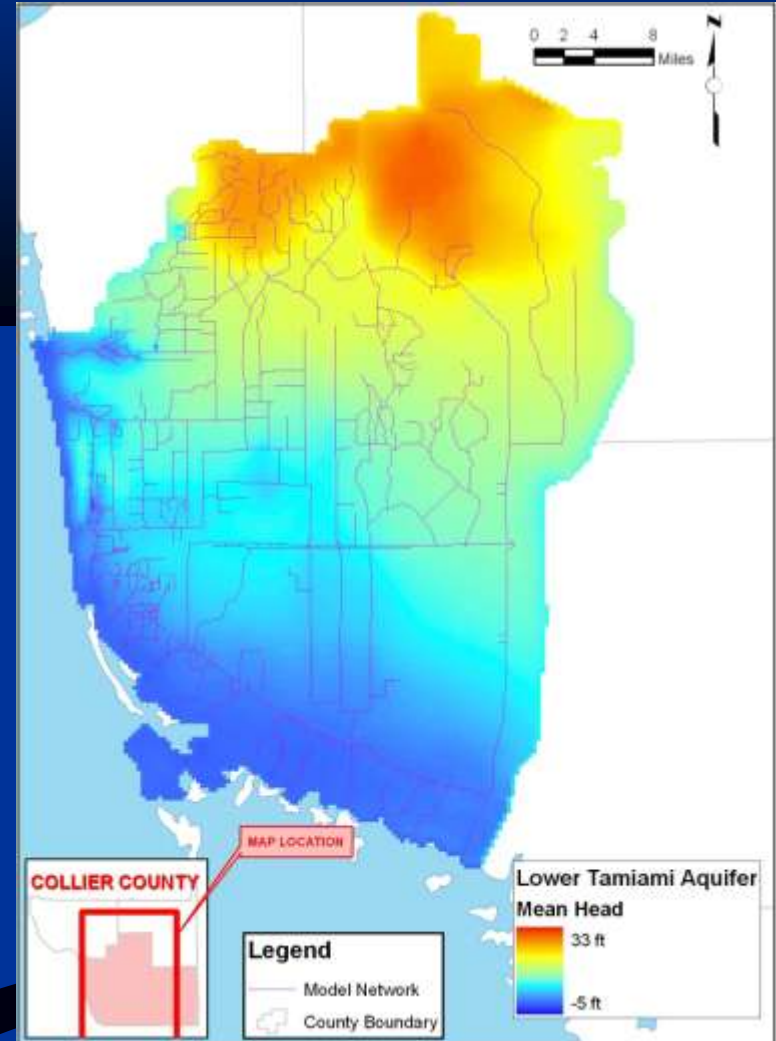 0 2 4 8
Miles
N
MAP LOCATION
COLLIER COUNTY
Legend
Model Network
County Boundary
Lower Tamiami Aquifer
Mean Head
33 ft
-5 ft